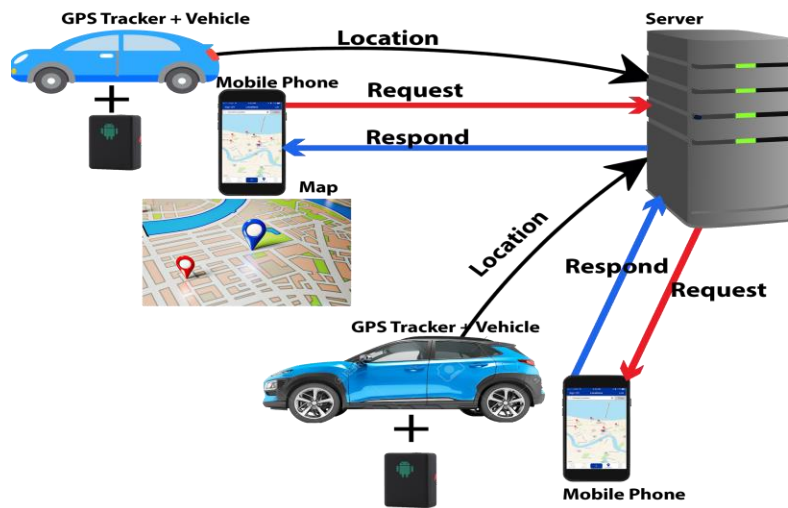 GPS Tracker + Vehicle
Server
Location
Mobile Phone
Request
Respond
Map
Location
Respond
Request
GPS Tracker + Vehicle
Mobile Phone